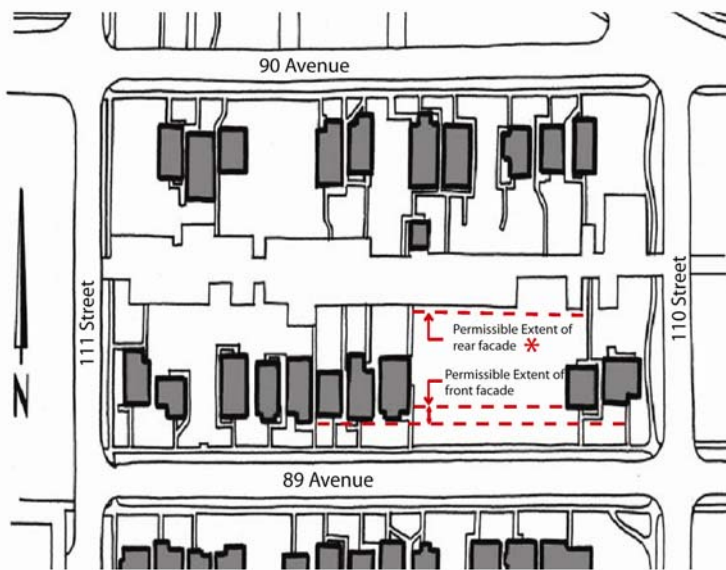 90 Avenue
111 Street
110 Street
Permissible Extent of
rear facade *
Permissible Extent of
front facade
N
89 Avenue